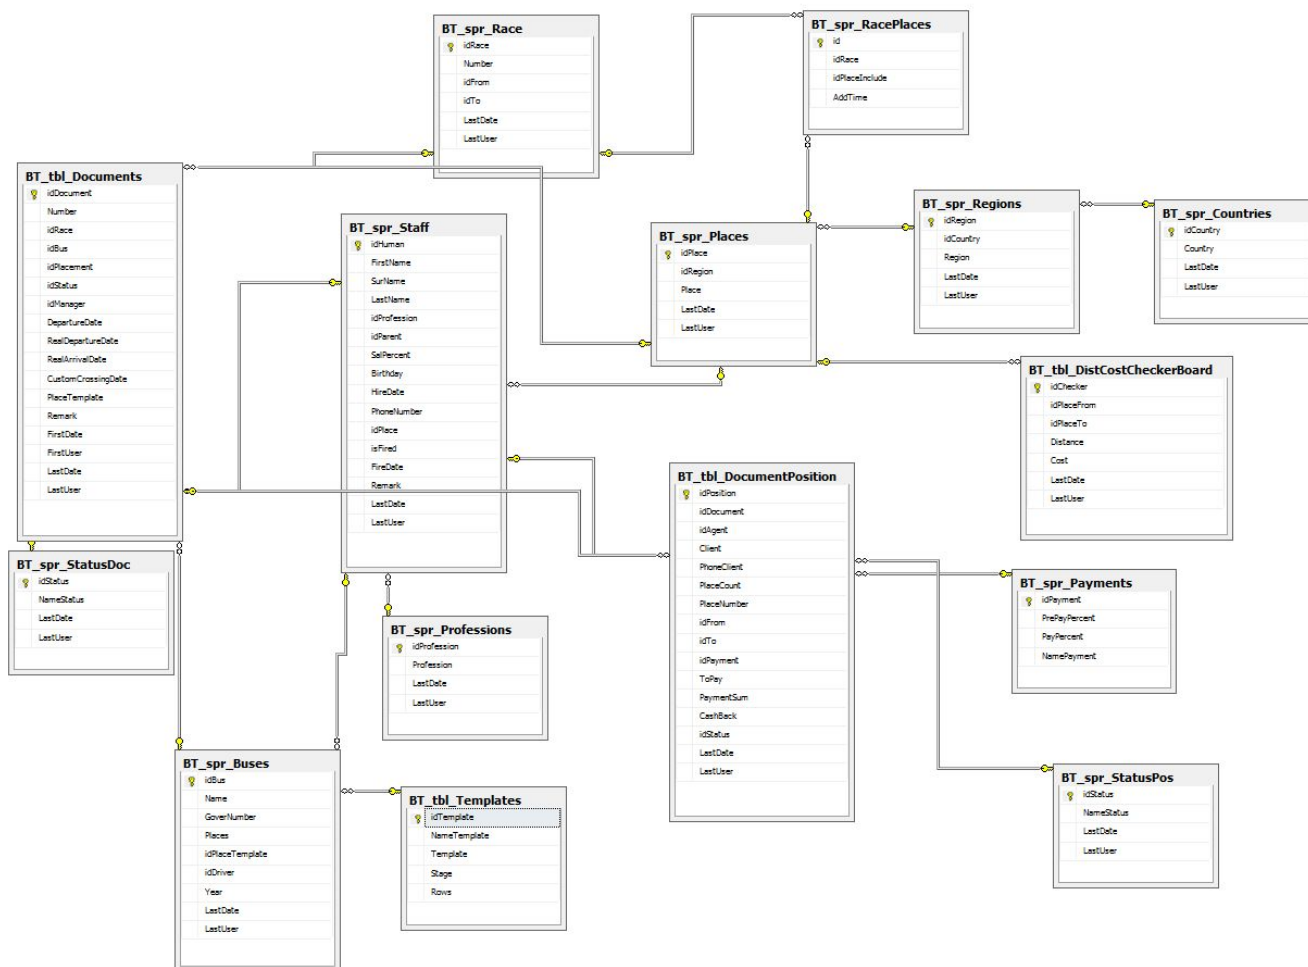 BT_spr_Race
idRace
Number
idFrom
idTo
LastDate
LastUser
BT_spr_RacePlaces
id
idRace
idPlaceInclude
AddTime
BT_tbl_Documents
idDocument
Number
idRace
idBus
idPlacement
idStatus
idManager
DepartureDate
RealDepartureDate
RealArrivalDate
CustomCrossingDate
PlaceTemplate
Remark
FirstDate
FirstUser
LastDate
LastUser
BT_spr_Staff
idHuman
FirstName
SurName
LastName
idProfession
idParent
SalPercent
Birthday
HireDate
PhoneNumber
idPlace
isFired
FireDate
Remark
LastDate
LastUser
BT_spr_Places
idPlace
idRegion
Place
LastDate
LastUser
BT_spr_Regions
idRegion
idCountry
Region
LastDate
LastUser
BT_spr_Countries
idCountry
Country
LastDate
LastUser
BT_tbl_DistCostCheckerBoard
idChecker
idPlaceFrom
idPlaceTo
Distance
Cost
LastDate
LastUser
BT_tbl_DocumentPosition
idPosition
idDocument
idAgent
Client
PhoneClient
PlaceCount
PlaceNumber
idFrom
idTo
idPayment
ToPay
PaymentSum
CashBack
idStatus
LastDate
LastUser
BT_spr_StatusDoc
idStatus
NameStatus
LastDate
LastUser
BT_spr_Professions
idProfession
Profession
LastDate
LastUser
BT_spr_Payments
idPayment
PrePayPercent
PayPercent
NamePayment
BT_spr_Buses
idBus
Name
GoverNumber
Places
idPlaceTemplate
idDriver
Year
LastDate
LastUser
BT_tbl_Templates
idTemplate
NameTemplate
Template
Stage
Rows
BT_spr_StatusPos
idStatus
NameStatus
LastDate
LastUser